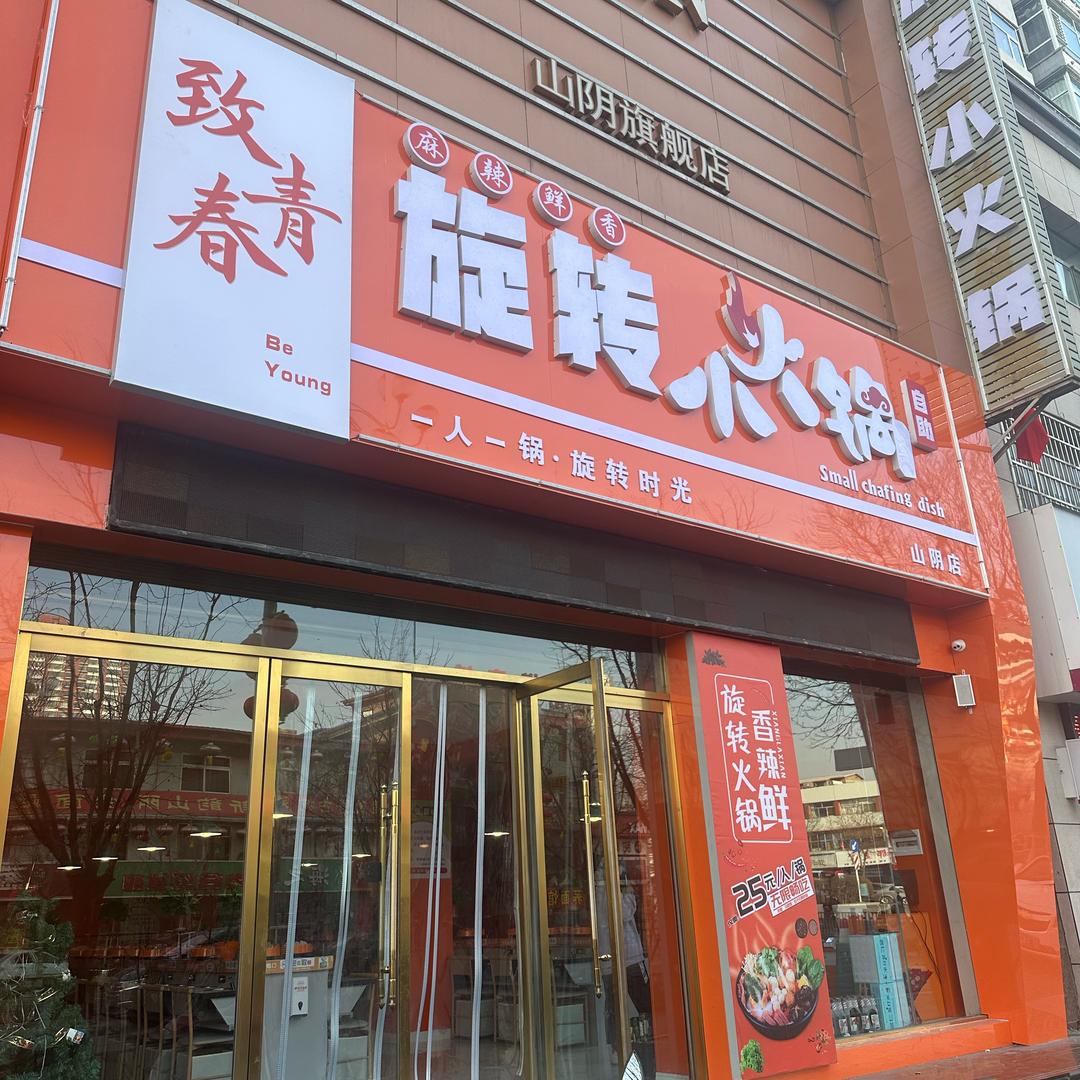 山阴旗舰店
转小火锅
致青春
Be
Young
麻辣鲜香
旋转小火锅
自助
Small chafing dish
一人一锅·旋转时光
山阴店
旋转火锅
香辣鲜
XIANGLAXIAN
25元/人/锅
无限畅吃